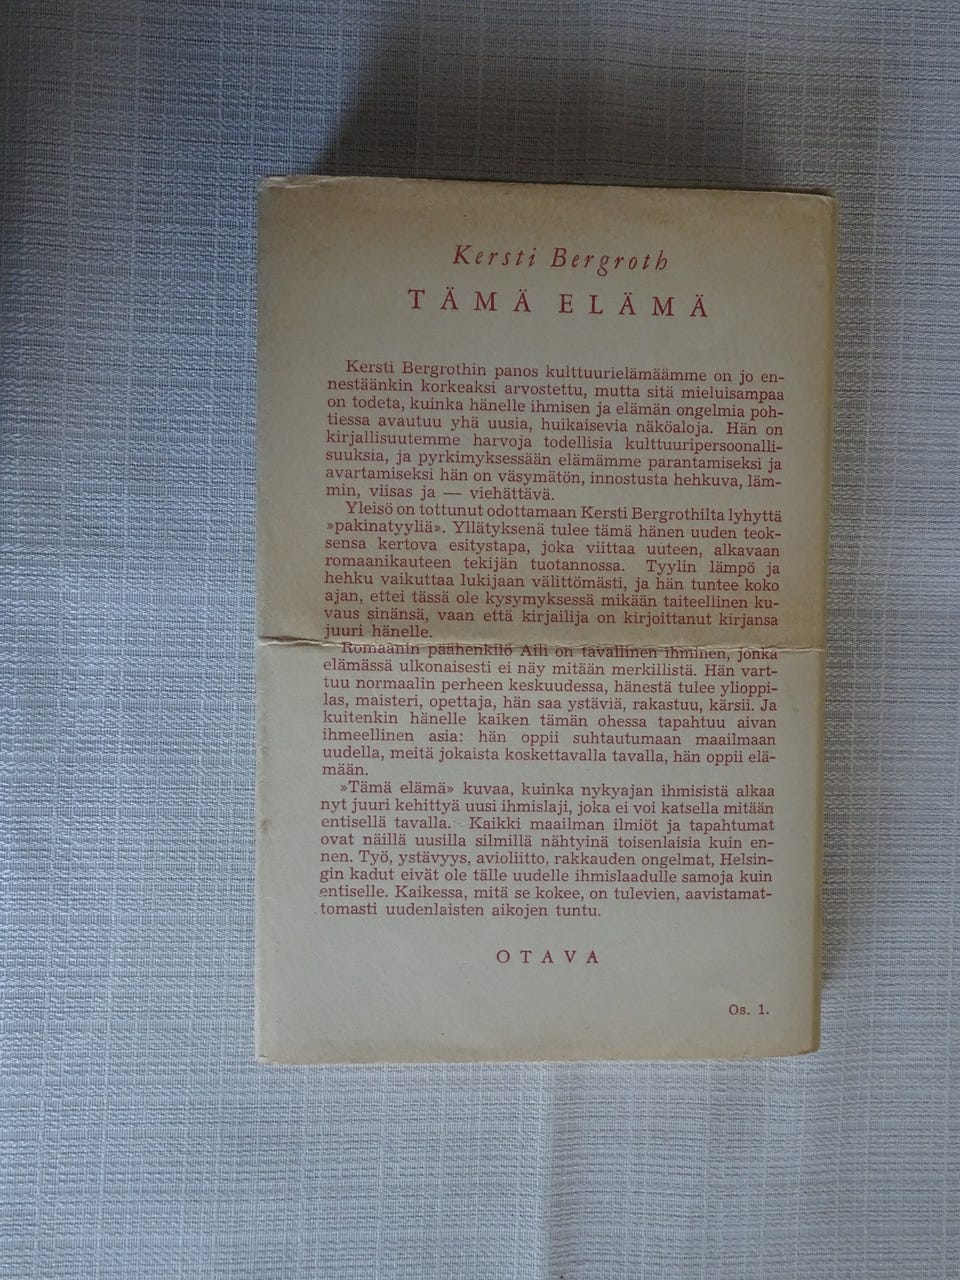 Kersti Bergroth
TÄMÄ ELÄMÄ
Kersti Bergrothin panos kulttuurielämäämme on jo en-
nestäänkin korkeaksi arvostettu, mutta sitä mieluisampaa
on todeta, kuinka hänelle ihmisen ja elämän ongelmia poh-
tiessa avautuu yhä uusia, huikaisevia näköaloja. Hän on
kirjallisuutemme harvoja todellisia kulttuuripersoonalli-
suuksia, ja pyrkimyksessään elämämme parantamiseksi ja
avartamiseksi hän on väsymätön, innostusta hehkuva, läm-
min, viisas ja — viehättävä.
Yleisö on tottunut odottamaan Kersti Bergrothilta lyhyttä
»pakinatyyliä». Yllätyksenä tulee tämä hänen uuden teok-
sensa kertova esitystapa, joka viittaa uuteen, alkavaan
romaanikauteen tekijän tuotannossa. Tyylin lämpö ja
hehku vaikuttaa lukijaan välittömästi, ja hän tuntee koko
ajan, ettei tässä ole kysymyksessä mikään taiteellinen ku-
vaus sinänsä, vaan että kirjailija on kirjoittanut kirjansa
juuri hänelle.
Romaanin päähenkilö Aili on tavallinen ihminen, jonka
elämässä ulkonaisesti ei näy mitään merkillistä. Hän vart-
tuu normaalin perheen keskuudessa, hänestä tulee ylioppi-
las, maisteri, opettaja, hän saa ystäviä, rakastuu, kärsii. Ja
kuitenkin hänelle kaiken tämän ohessa tapahtuu aivan
ihmeellinen asia: hän oppii suhtautumaan maailmaan
uudella, meitä jokaista koskettavalla tavalla, hän oppii elä-
mään.
»Tämä elämä» kuvaa, kuinka nykyajan ihmisistä alkaa
nyt juuri kehittyä uusi ihmislaji, joka ei voi katsella mitään
entisellä tavalla. Kaikki maailman ilmiöt ja tapahtumat
ovat näillä uusilla silmillä nähtyinä toisenlaisia kuin en-
nen. Työ, ystävyys, avioliitto, rakkauden ongelmat, Helsin-
gin kadut eivät ole tälle uudelle ihmislaadulle samoja kuin
entiselle. Kaikessa, mitä se kokee, on tulevien, aavistamat-
tomasti uudenlaisten aikojen tuntu.
OTAVA
Os. 1.